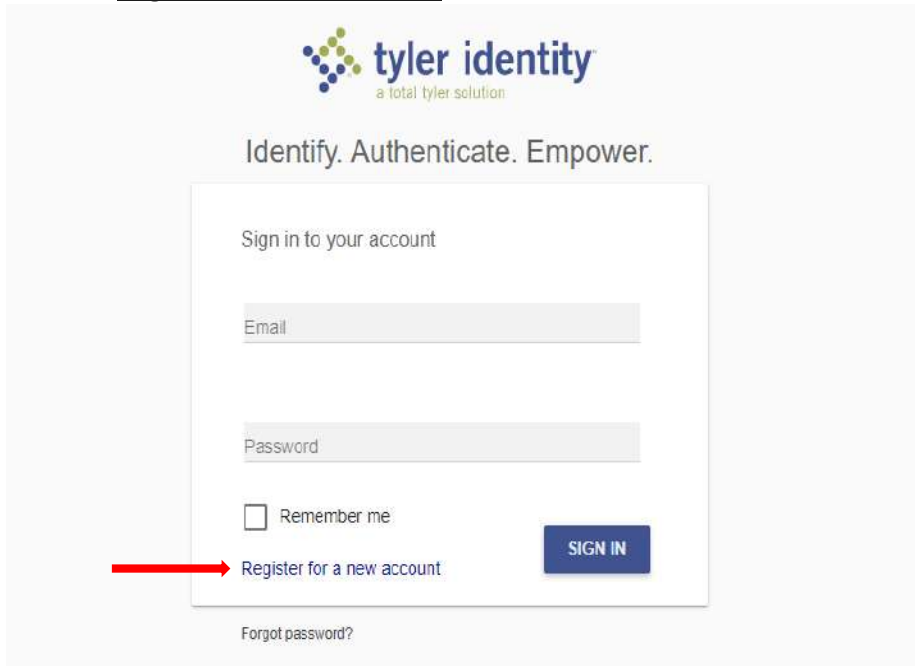 tyler identity
a total tyler solution
Identify. Authenticate. Empower.
Sign in to your account
Email
Password
Remember me
SIGN IN
Register for a new account
Forgot password?